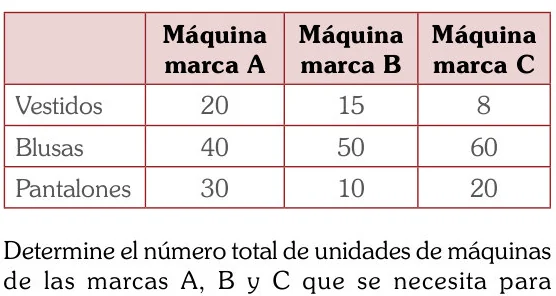 Máquina marca A Máquina marca B Máquina marca C
Vestidos 20 15 8
Blusas 40 50 60
Pantalones 30 10 20
Determine el número total de unidades de máquinas
de las marcas A, B y C que se necesita para